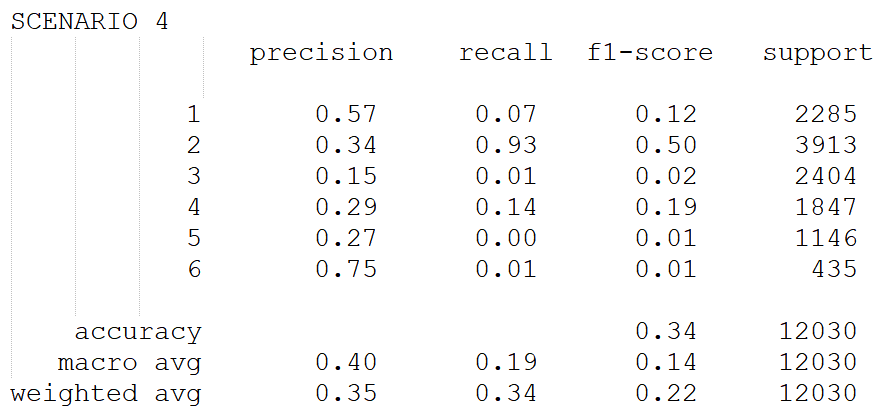 SCENARIO 4
precision recall f1-score support
1 0.57 0.07 0.12 2285
2 0.34 0.93 0.50 3913
3 0.15 0.01 0.02 2404
4 0.29 0.14 0.19 1847
5 0.27 0.00 0.01 1146
6 0.75 0.01 0.01 435
accuracy 0.34 12030
macro avg 0.40 0.19 0.14 12030
weighted avg 0.35 0.34 0.22 12030